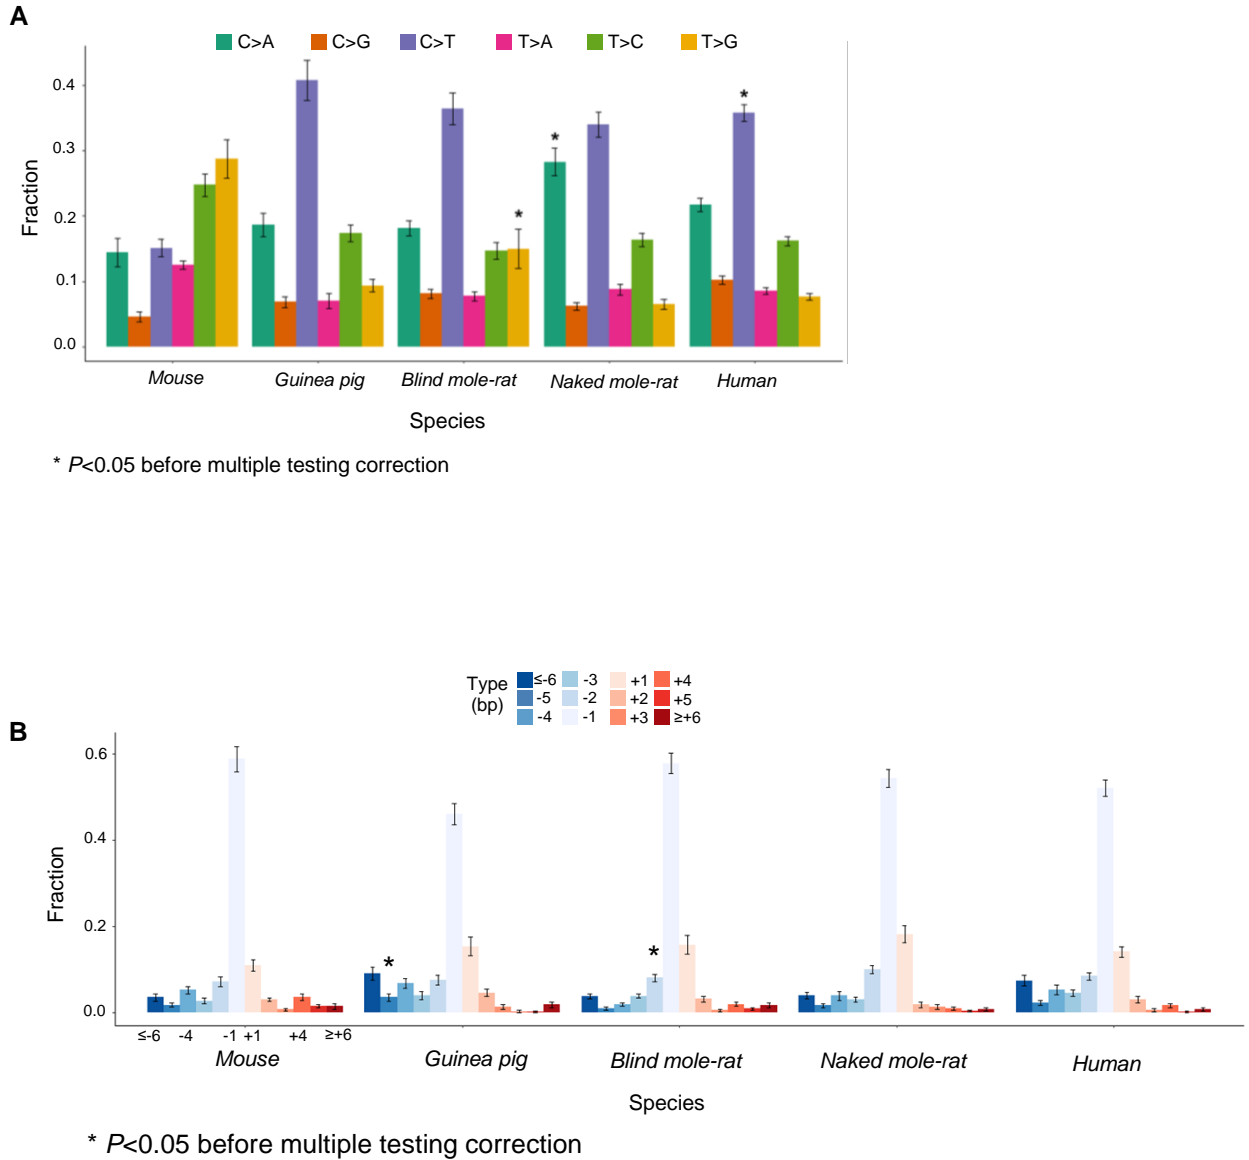 A
C>A C>G C>T T>A T>C T>G
0.4
0.3
0.2
0.1
0.0
Fraction
*
*
*
*
Mouse Guinea pig Blind mole-rat Naked mole-rat Human
Species
* P<0.05 before multiple testing correction
B
Type
(bp)
≤-6 -3 +1 +4
-5 -2 +2 +5
-4 -1 +3 ≥+6
0.6
0.4
0.2
0.0
Fraction
*
*
≤-6 -4 -1 +1 +4 ≥+6
Mouse Guinea pig Blind mole-rat Naked mole-rat Human
Species
* P<0.05 before multiple testing correction